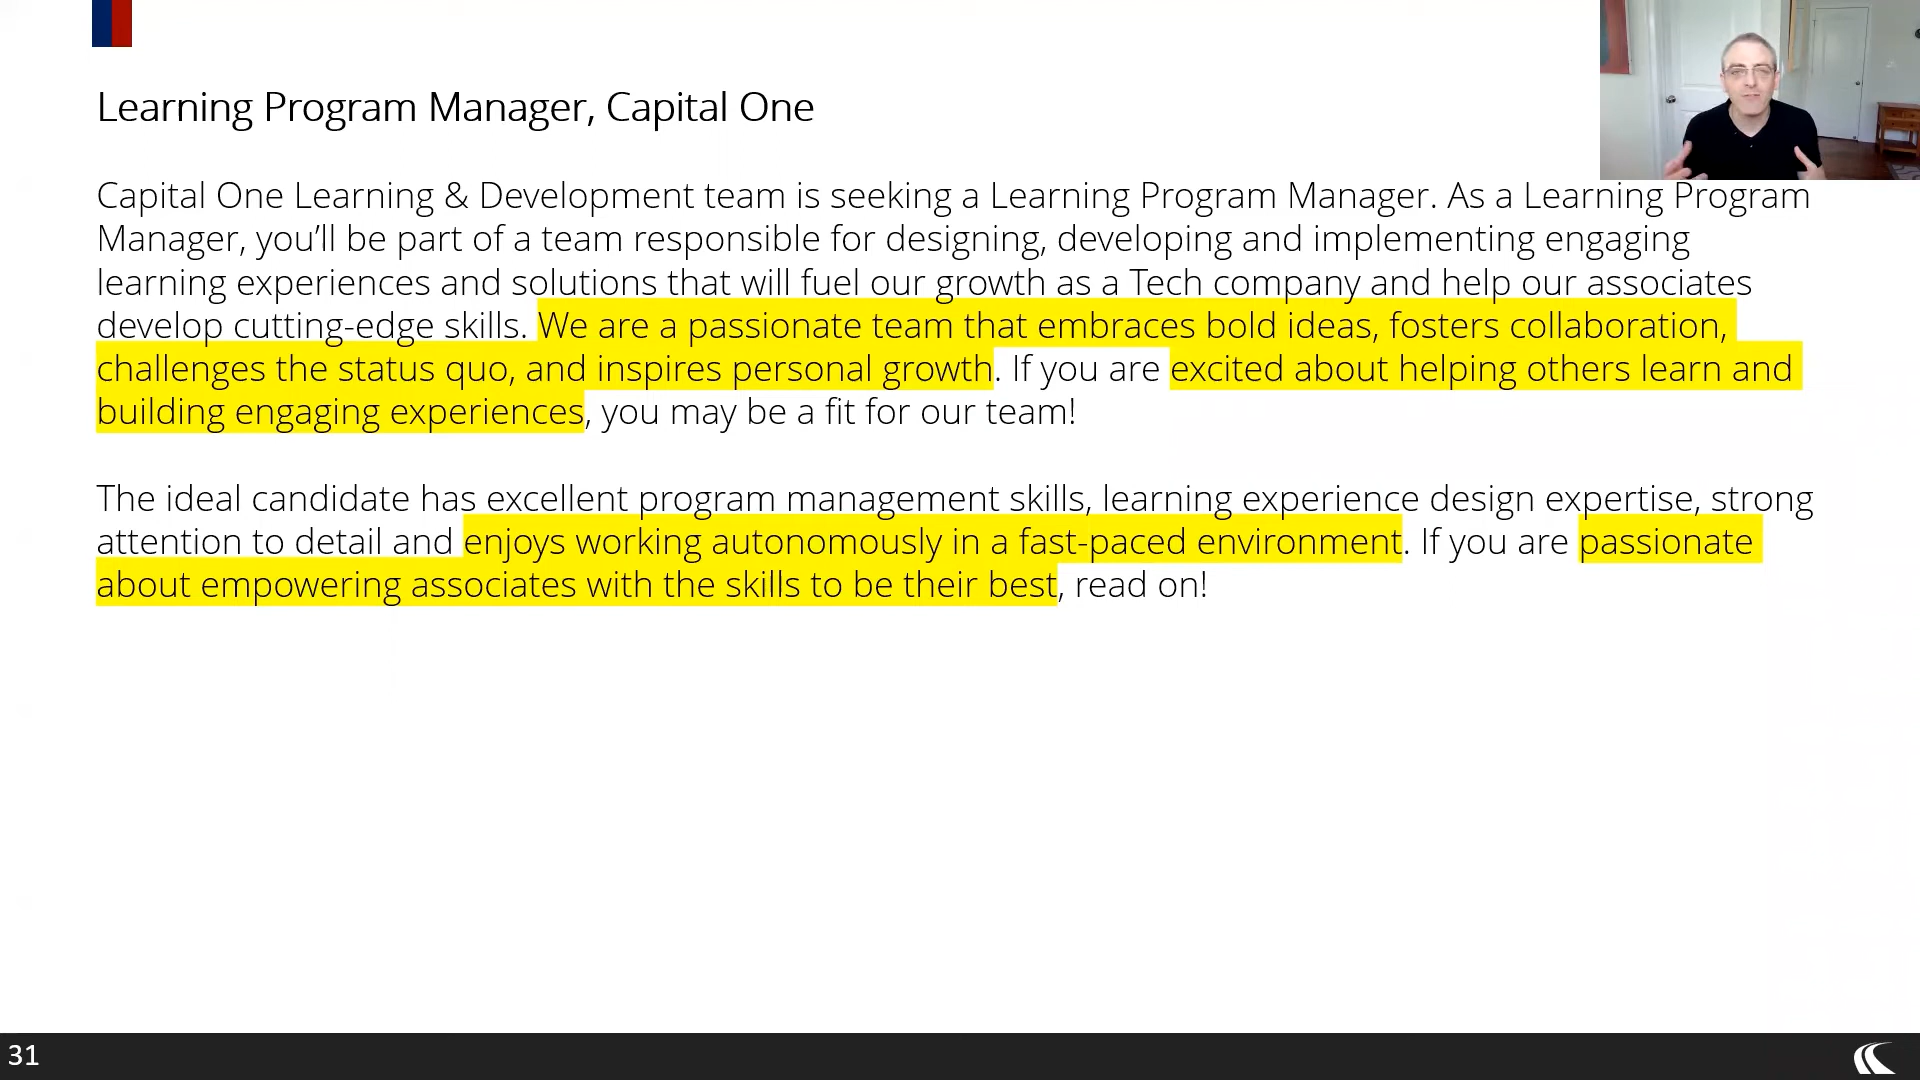 Learning Program Manager, Capital One
Capital One Learning & Development team is seeking a Learning Program Manager. As a Learning Program
Manager, you’ll be part of a team responsible for designing, developing and implementing engaging
learning experiences and solutions that will fuel our growth as a Tech company and help our associates
develop cutting-edge skills. We are a passionate team that embraces bold ideas, fosters collaboration,
challenges the status quo, and inspires personal growth. If you are excited about helping others learn and
building engaging experiences, you may be a fit for our team!
The ideal candidate has excellent program management skills, learning experience design expertise, strong
attention to detail and enjoys working autonomously in a fast-paced environment. If you are passionate
about empowering associates with the skills to be their best, read on!
31